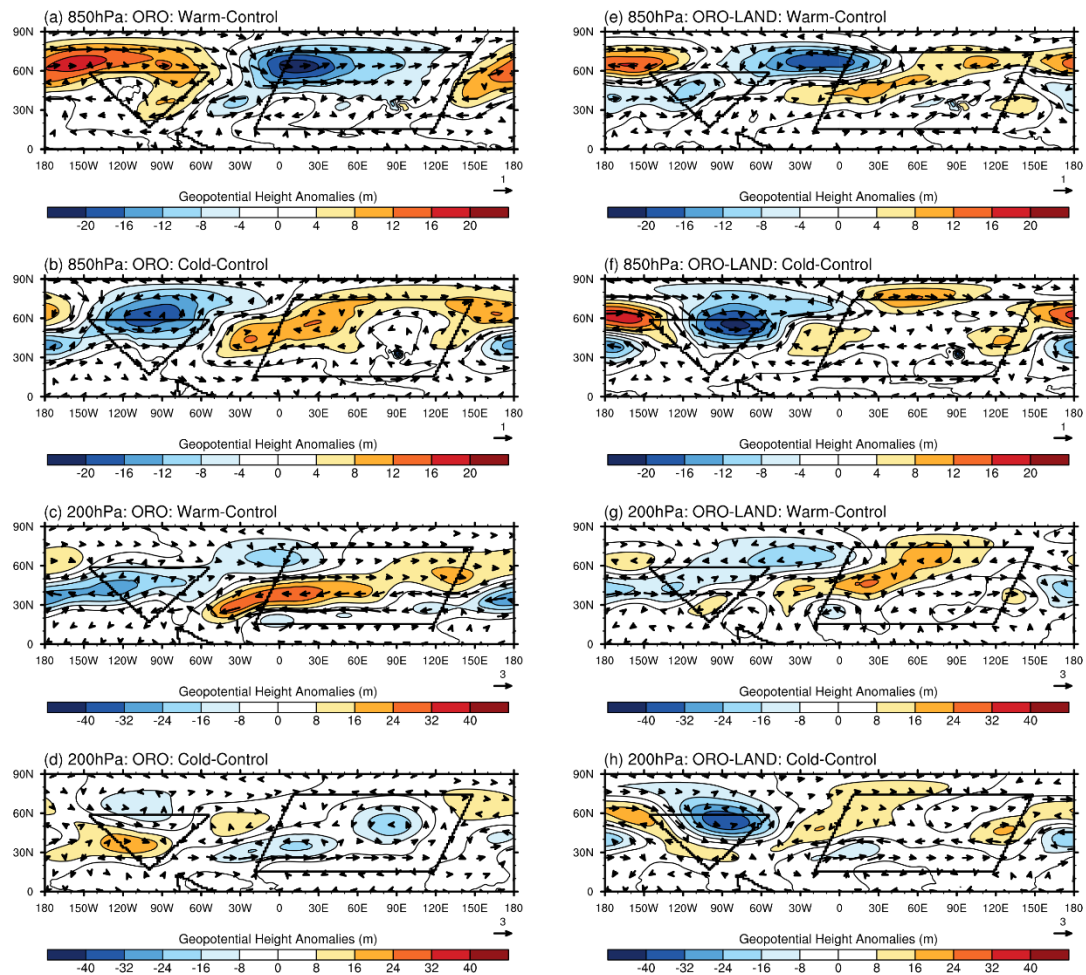 (a) 850hPa: ORO: Warm-Control
90N
60N
30N
0
180 150W 120W 90W 60W 30W 0 30E 60E 90E 120E 150E 180
1
Geopotential Height Anomalies (m)
-20 -16 -12 -8 -4 0 4 8 12 16 20
(b) 850hPa: ORO: Cold-Control
90N
60N
30N
0
180 150W 120W 90W 60W 30W 0 30E 60E 90E 120E 150E 180
1
Geopotential Height Anomalies (m)
-20 -16 -12 -8 -4 0 4 8 12 16 20
(c) 200hPa: ORO: Warm-Control
90N
60N
30N
0
180 150W 120W 90W 60W 30W 0 30E 60E 90E 120E 150E 180
3
Geopotential Height Anomalies (m)
-40 -32 -24 -16 -8 0 8 16 24 32 40
(d) 200hPa: ORO: Cold-Control
90N
60N
30N
0
180 150W 120W 90W 60W 30W 0 30E 60E 90E 120E 150E 180
3
Geopotential Height Anomalies (m)
-40 -32 -24 -16 -8 0 8 16 24 32 40
(e) 850hPa: ORO-LAND: Warm-Control
90N
60N
30N
0
180 150W 120W 90W 60W 30W 0 30E 60E 90E 120E 150E 180
1
Geopotential Height Anomalies (m)
-20 -16 -12 -8 -4 0 4 8 12 16 20
(f) 850hPa: ORO-LAND: Cold-Control
90N
60N
30N
0
180 150W 120W 90W 60W 30W 0 30E 60E 90E 120E 150E 180
1
Geopotential Height Anomalies (m)
-20 -16 -12 -8 -4 0 4 8 12 16 20
(g) 200hPa: ORO-LAND: Warm-Control
90N
60N
30N
0
180 150W 120W 90W 60W 30W 0 30E 60E 90E 120E 150E 180
3
Geopotential Height Anomalies (m)
-40 -32 -24 -16 -8 0 8 16 24 32 40
(h) 200hPa: ORO-LAND: Cold-Control
90N
60N
30N
0
180 150W 120W 90W 60W 30W 0 30E 60E 90E 120E 150E 180
3
Geopotential Height Anomalies (m)
-40 -32 -24 -16 -8 0 8 16 24 32 40